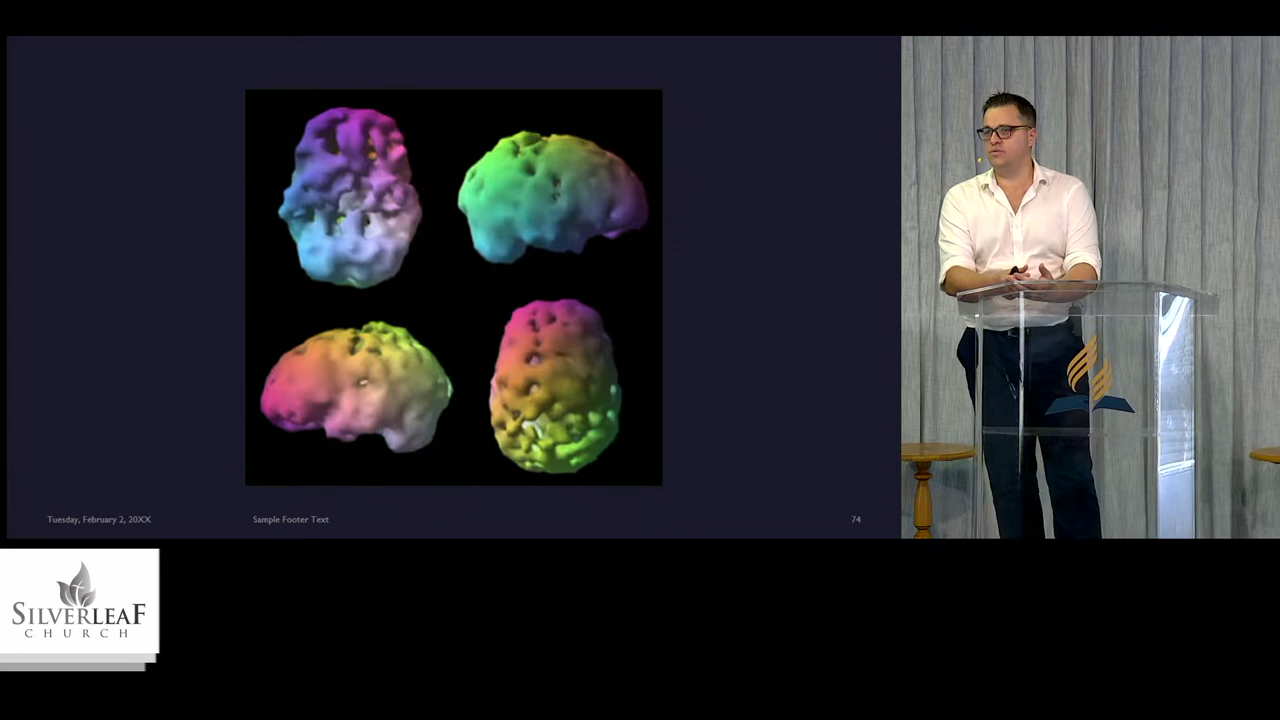 Tuesday, February 2, 20XX
Sample Footer Text
74
SILVERLEAF
CHURCH